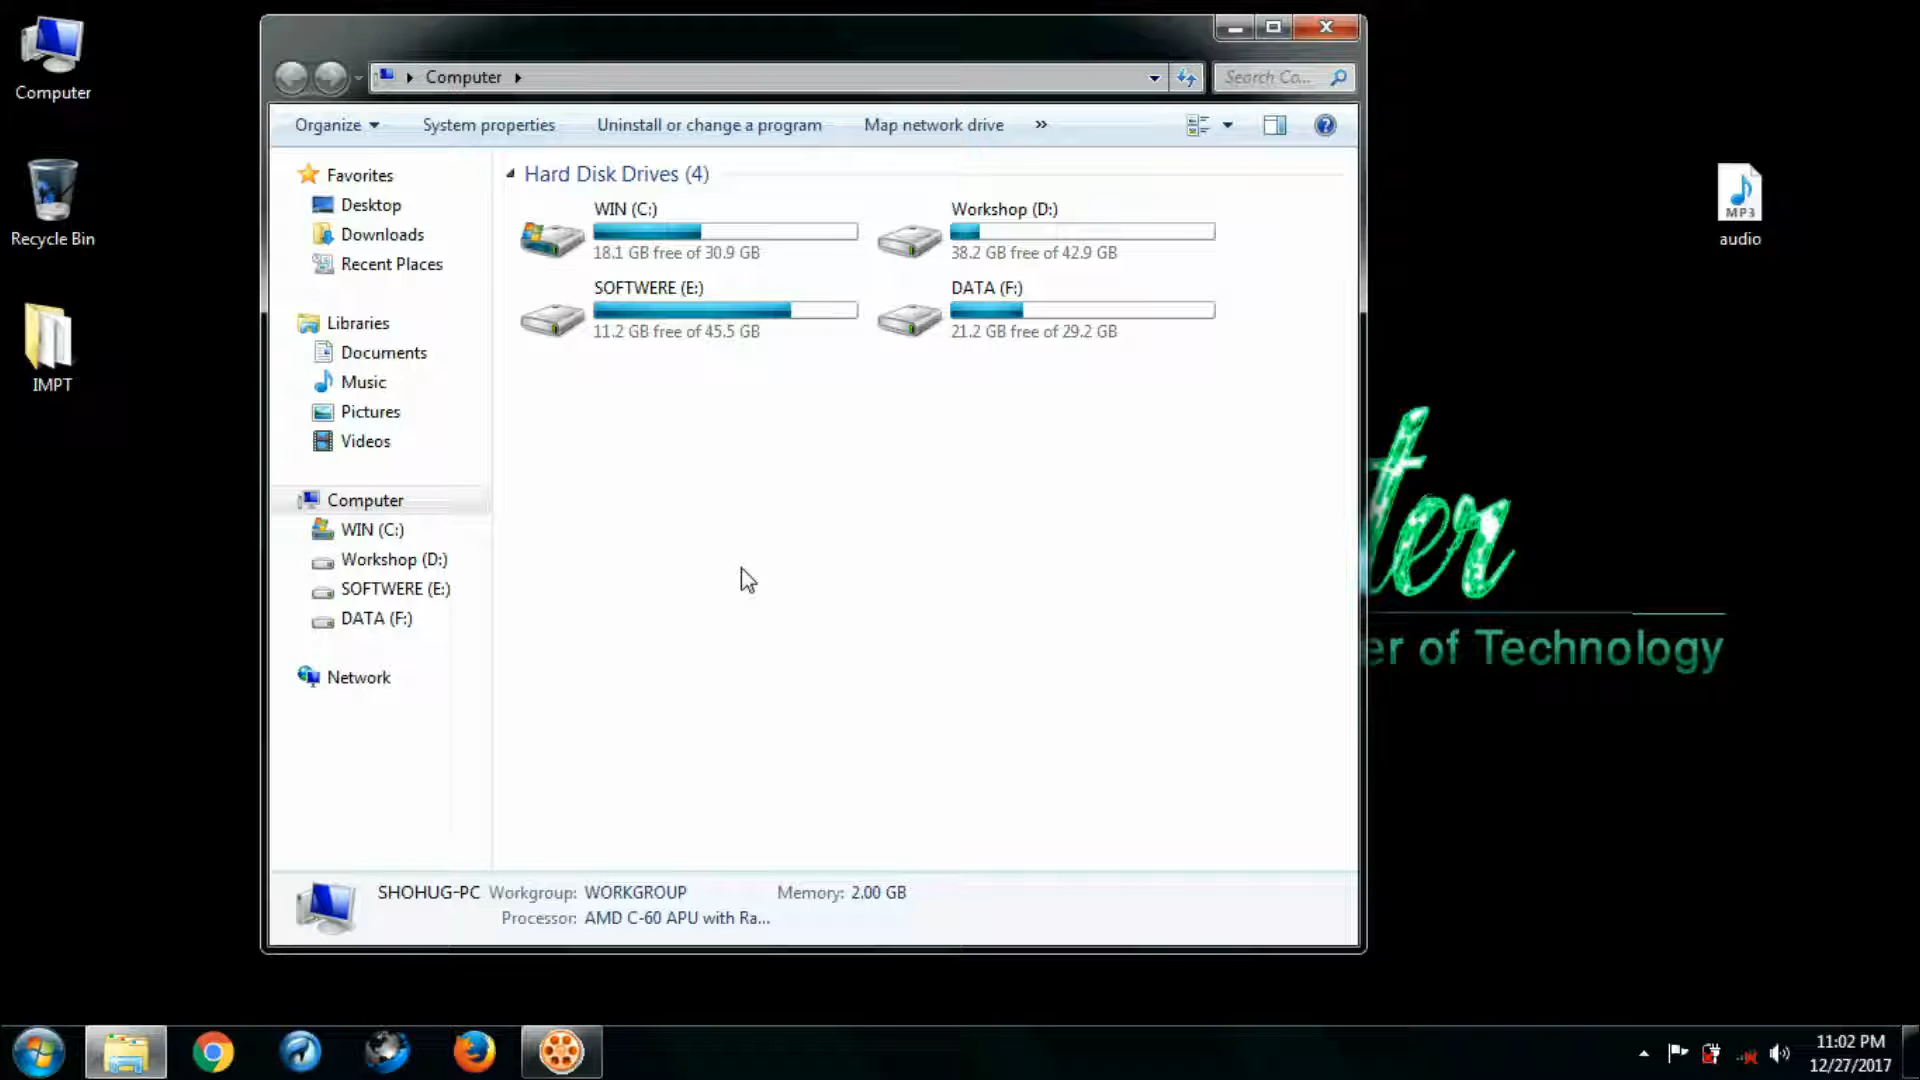 Computer
Recycle Bin
IMPT
Computer
Search Co...
Organize
System properties
Uninstall or change a program
Map network drive
»
Favorites
Desktop
Downloads
Recent Places
Libraries
Documents
Music
Pictures
Videos
Computer
WIN (C:)
Workshop (D:)
SOFTWERE (E:)
DATA (F:)
Network
Hard Disk Drives (4)
WIN (C:)
18.1 GB free of 30.9 GB
Workshop (D:)
38.2 GB free of 42.9 GB
SOFTWERE (E:)
11.2 GB free of 45.5 GB
DATA (F:)
21.2 GB free of 29.2 GB
SHOHUG-PC Workgroup: WORKGROUP Memory: 2.00 GB
Processor: AMD C-60 APU with Ra...
MP3
audio
ter
er of Technology
11:02 PM
12/27/2017